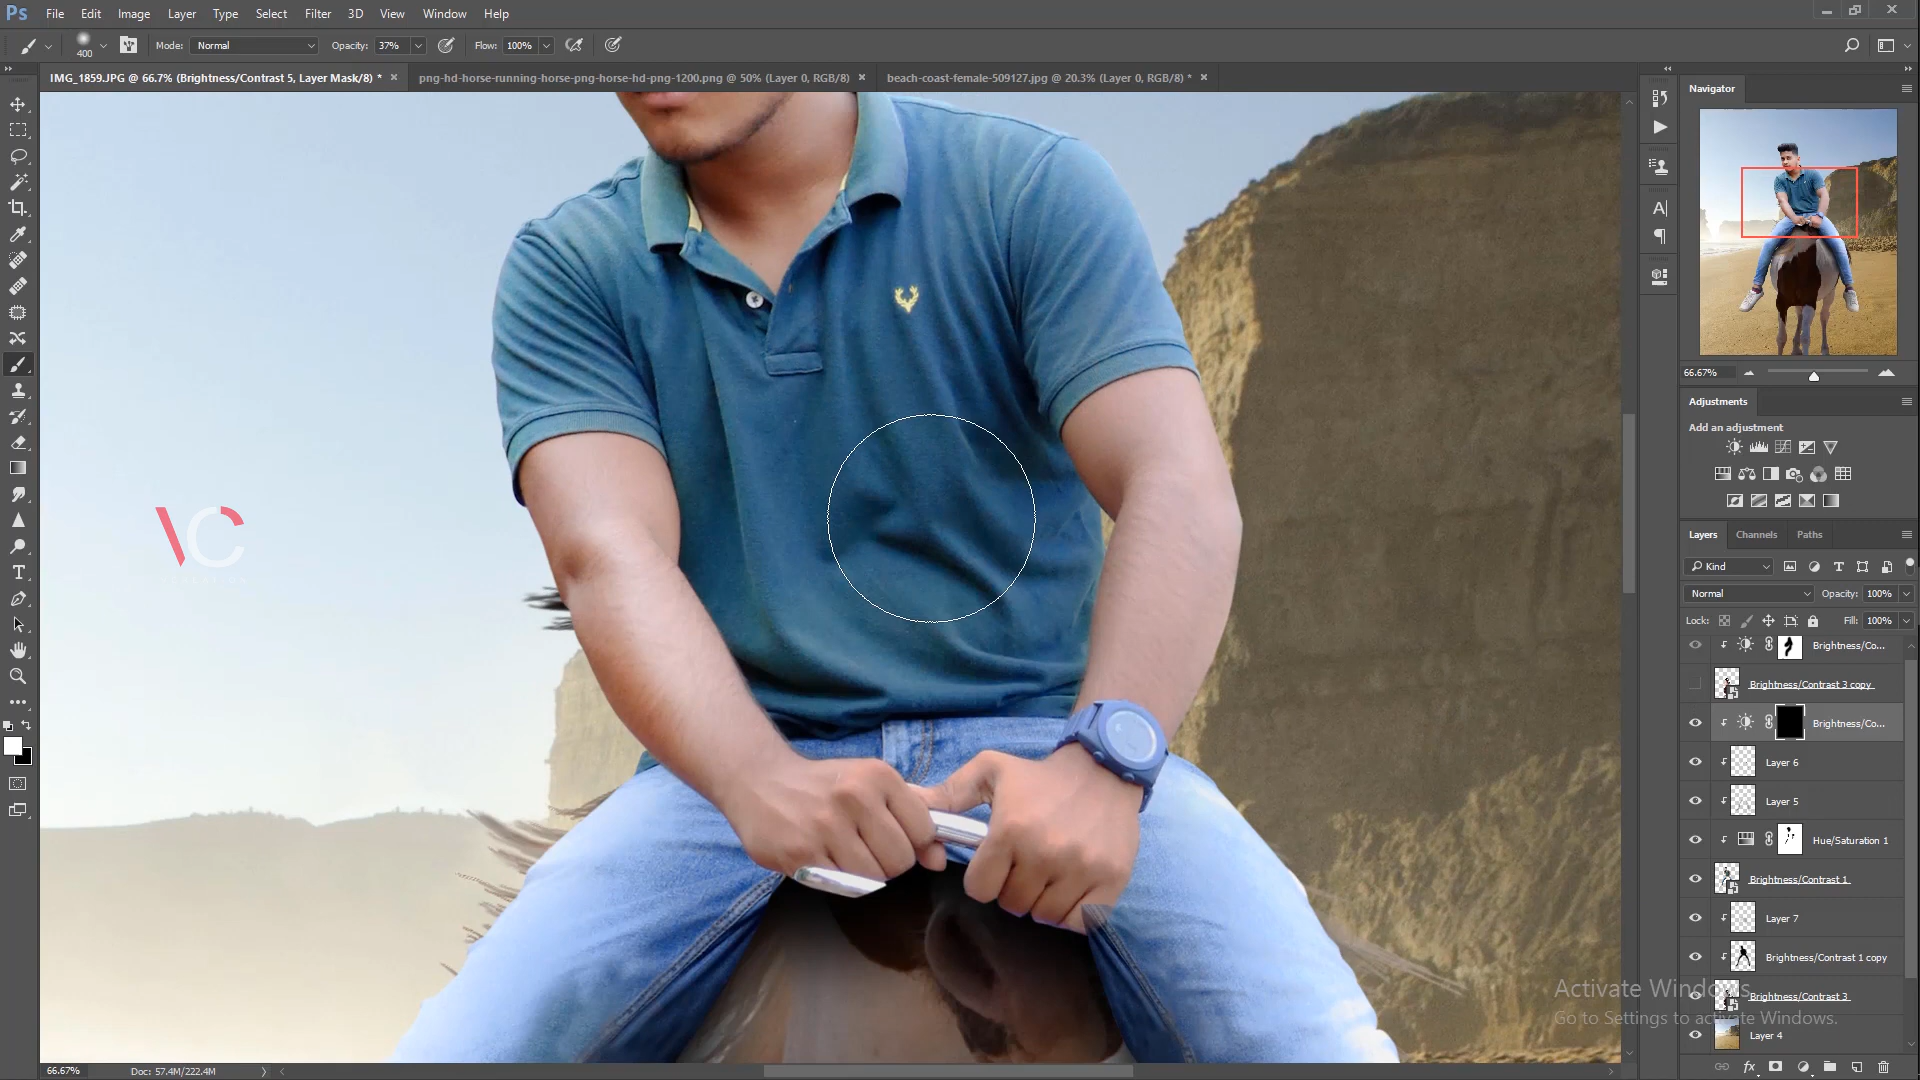 Ps File Edit Image Layer Type Select Filter 3D View Window Help
400 Mode: Normal Opacity: 37% Flow: 100%
IMG_1859.JPG @ 66.7% (Brightness/Contrast 5, Layer Mask/8) * × png-hd-horse-running-horse-png-horse-hd-png-1200.png @ 50% (Layer 0, RGB/8) × beach-coast-female-509127.jpg @ 20.3% (Layer 0, RGB/8) * ×
Navigator
66.67%
Adjustments
Add an adjustment
Layers Channels Paths
Kind
Normal Opacity: 100%
Lock: Fill: 100%
Brightness/Co...
Brightness/Contrast 3 copy
Brightness/Co...
Layer 6
Layer 5
Hue/Saturation 1
Brightness/Contrast 1
Layer 7
Brightness/Contrast 1 copy
Brightness/Contrast 3
Layer 4
VC
Activate Windows
Go to Settings to activate Windows.
66.67% Doc: 57.4M/222.4M